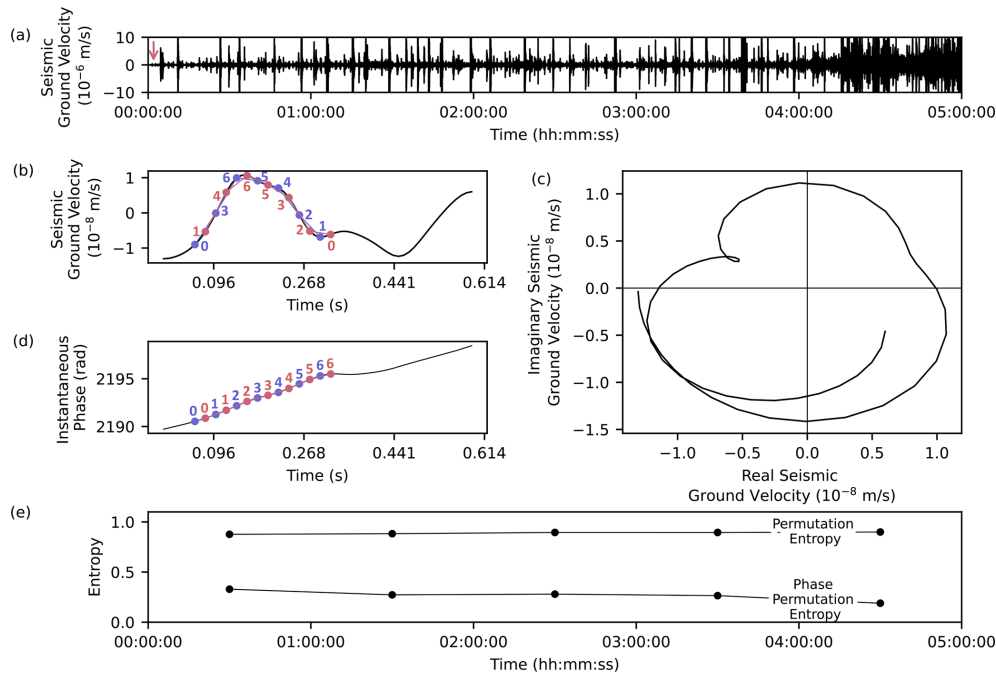 (a)
Seismic
Ground Velocity
(10⁻⁶ m/s)
10
0
−10
00:00:00 01:00:00 02:00:00 03:00:00 04:00:00 05:00:00
Time (hh:mm:ss)
(b)
Seismic
Ground Velocity
(10⁻⁸ m/s)
1
0
−1
0 1 3 4 6 6 5 5 4 3 2 2 1 0
0.096 0.268 0.441 0.614
Time (s)
(c)
Imaginary Seismic
Ground Velocity (10⁻⁸ m/s)
1.0
0.5
0.0
−0.5
−1.0
−1.5
−1.0 −0.5 0.0 0.5 1.0
Real Seismic
Ground Velocity (10⁻⁸ m/s)
(d)
Instantaneous
Phase (rad)
2195
2190
0 0 1 1 2 2 3 3 4 4 5 5 6 6
0.096 0.268 0.441 0.614
Time (s)
(e)
Entropy
1.0
0.5
0.0
Permutation
Entropy
Phase
Permutation
Entropy
00:00:00 01:00:00 02:00:00 03:00:00 04:00:00 05:00:00
Time (hh:mm:ss)